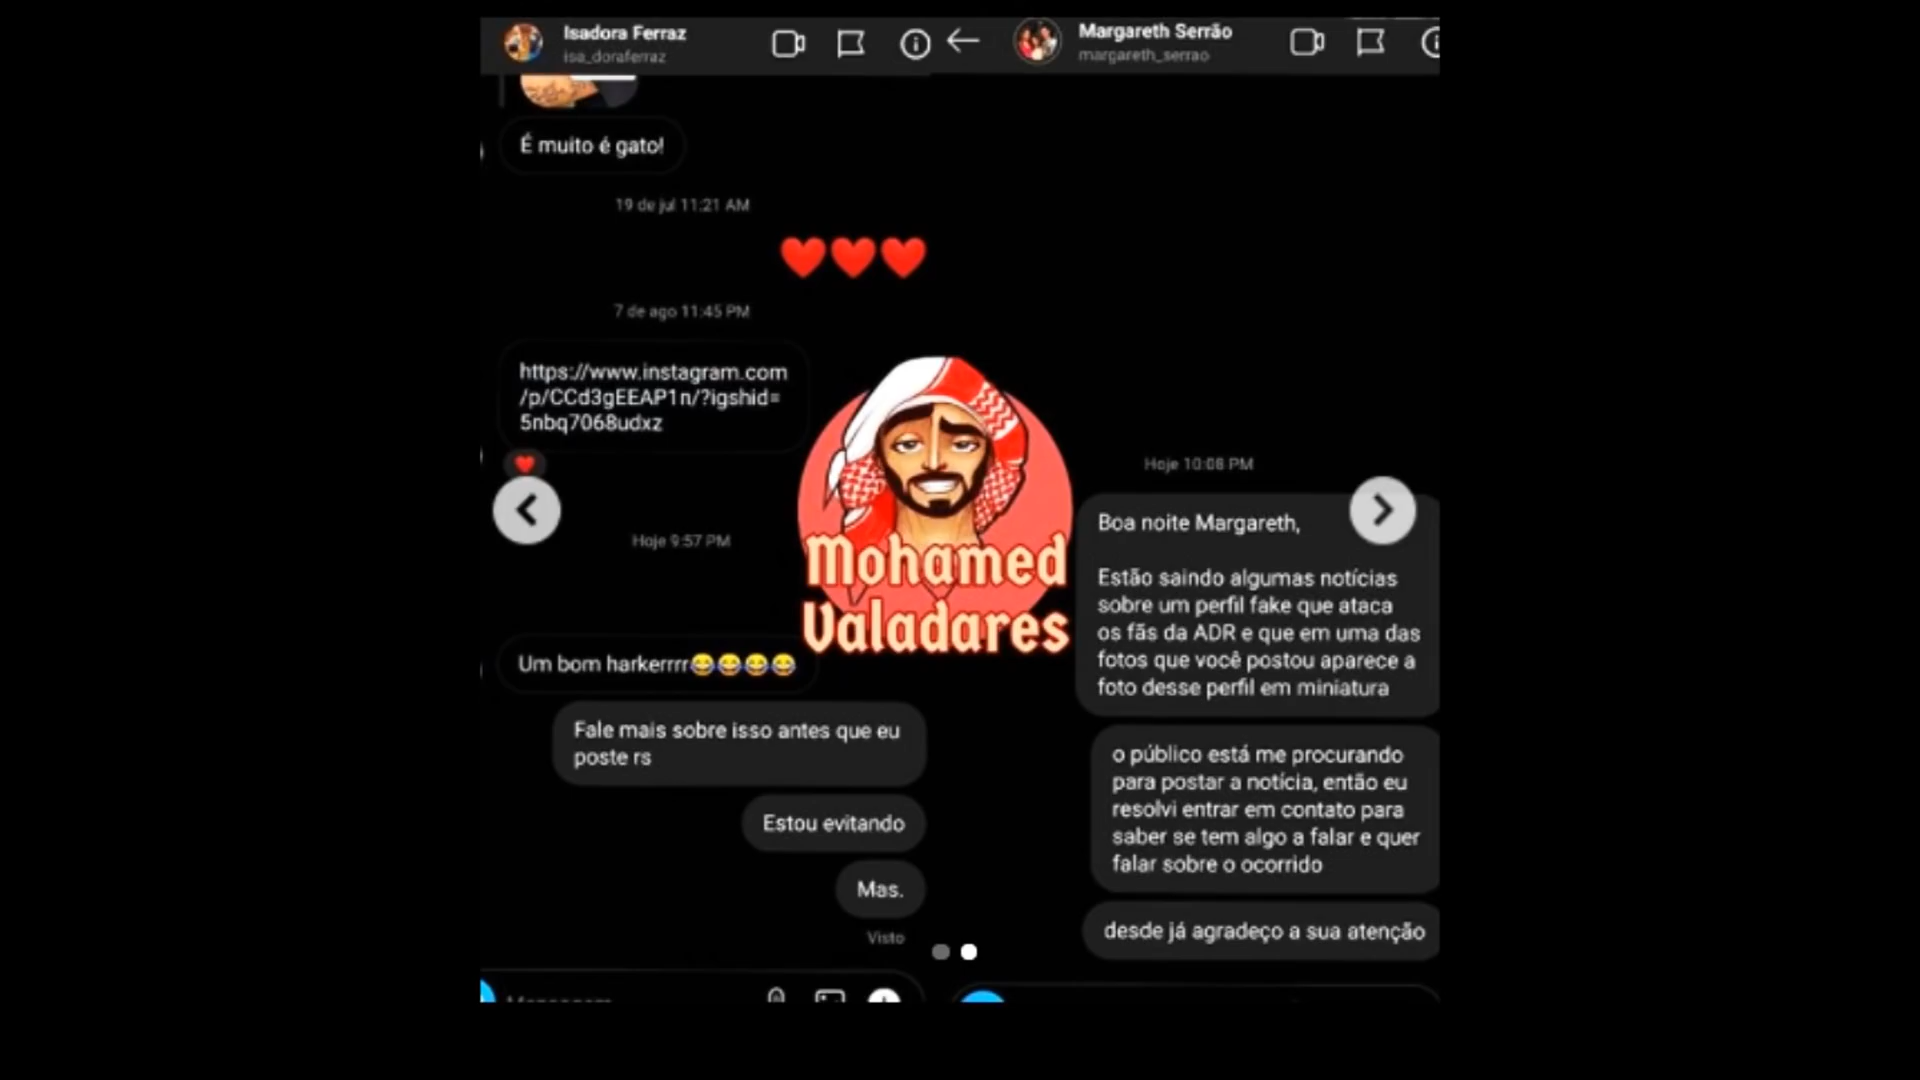 Isadora Ferraz
isa_doraferraz
É muito é gato!
19 de jul 11:21 AM
7 de ago 11:45 PM
https://www.instagram.com
/p/CCd3gEEAP1n/?igshid=
5nbq7068udxz
Hoje 9:57 PM
Um bom harkerrrr😂😂😂😂
Fale mais sobre isso antes que eu
poste rs
Estou evitando
Mas.
Visto
Mohamed
Valadares
Margareth Serrão
margareth_serrao
Hoje 10:08 PM
Boa noite Margareth,
Estão saindo algumas notícias
sobre um perfil fake que ataca
os fãs da ADR e que em uma das
fotos que você postou aparece a
foto desse perfil em miniatura
o público está me procurando
para postar a notícia, então eu
resolvi entrar em contato para
saber se tem algo a falar e quer
falar sobre o ocorrido
desde já agradeço a sua atenção